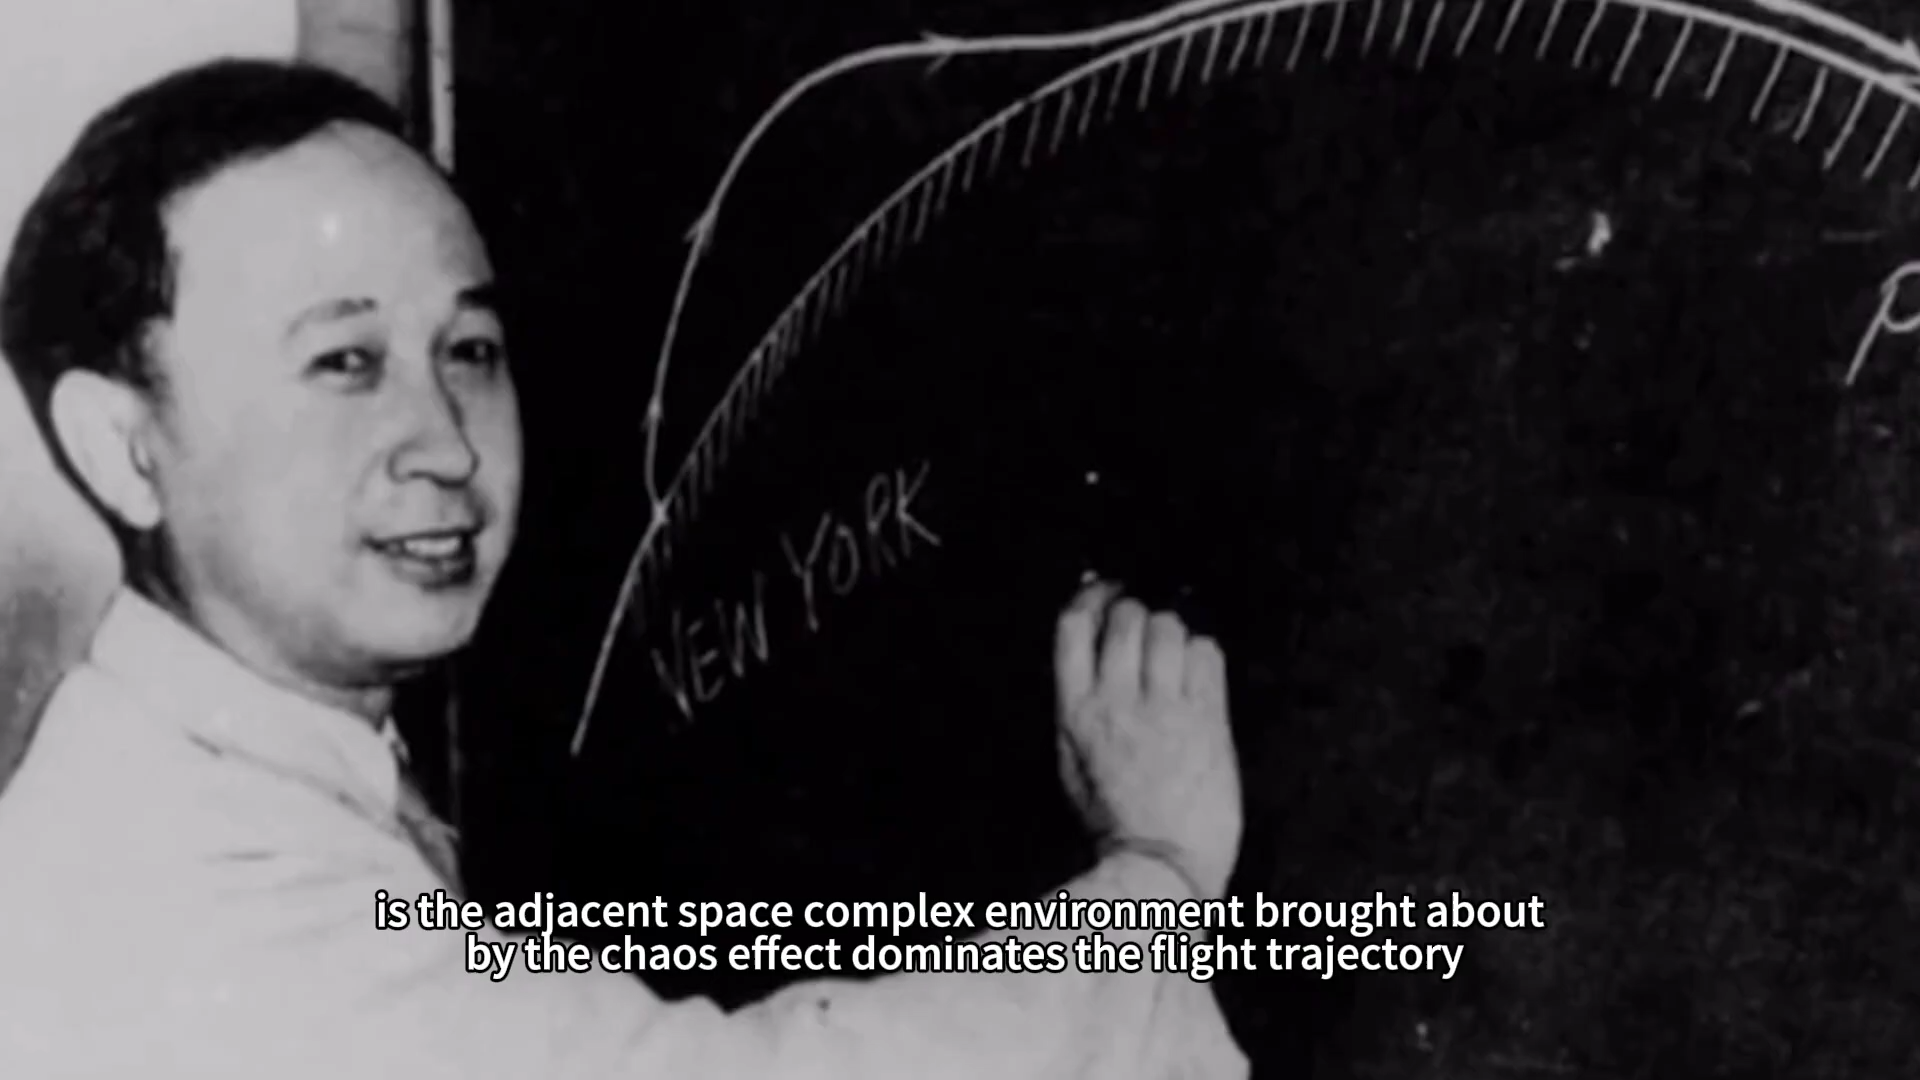 P
NEW YORK
is the adjacent space complex environment brought about
by the chaos effect dominates the flight trajectory